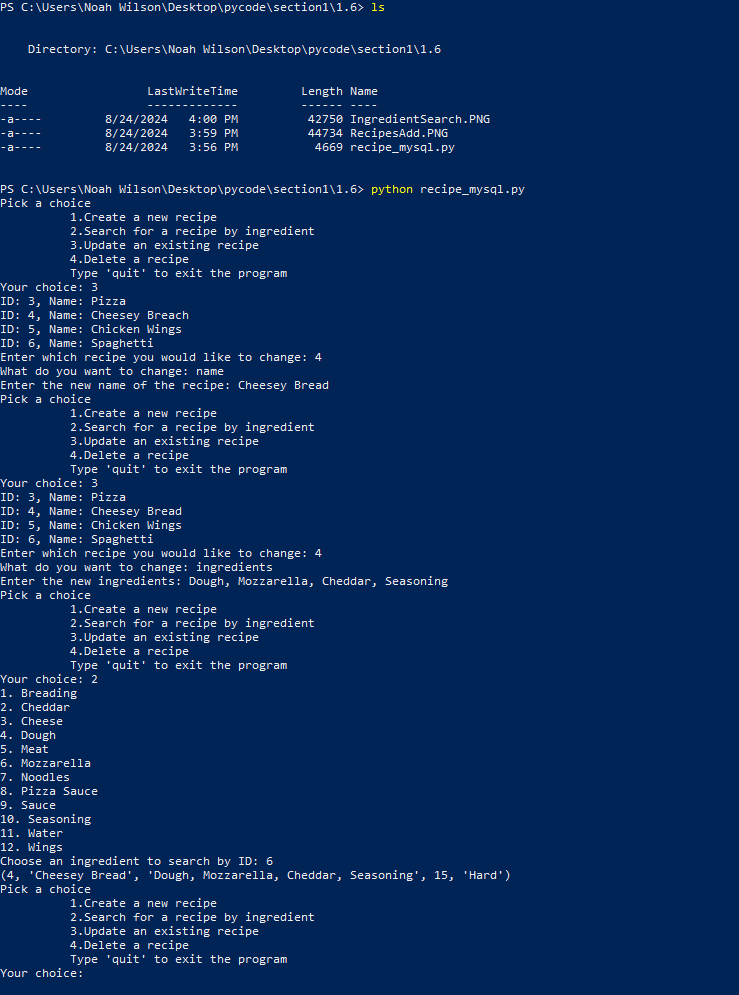 PS C:\Users\Noah Wilson\Desktop\pycode\section1\1.6> ls
Directory: C:\Users\Noah Wilson\Desktop\pycode\section1\1.6
Mode LastWriteTime Length Name
---- ------------- ------ ----
-a---- 8/24/2024 4:00 PM 42750 IngredientSearch.PNG
-a---- 8/24/2024 3:59 PM 44734 RecipesAdd.PNG
-a---- 8/24/2024 3:56 PM 4669 recipe_mysql.py
PS C:\Users\Noah Wilson\Desktop\pycode\section1\1.6> python recipe_mysql.py
Pick a choice
1.Create a new recipe
2.Search for a recipe by ingredient
3.Update an existing recipe
4.Delete a recipe
Type 'quit' to exit the program
Your choice: 3
ID: 3, Name: Pizza
ID: 4, Name: Cheesey Breach
ID: 5, Name: Chicken Wings
ID: 6, Name: Spaghetti
Enter which recipe you would like to change: 4
What do you want to change: name
Enter the new name of the recipe: Cheesey Bread
Pick a choice
1.Create a new recipe
2.Search for a recipe by ingredient
3.Update an existing recipe
4.Delete a recipe
Type 'quit' to exit the program
Your choice: 3
ID: 3, Name: Pizza
ID: 4, Name: Cheesey Bread
ID: 5, Name: Chicken Wings
ID: 6, Name: Spaghetti
Enter which recipe you would like to change: 4
What do you want to change: ingredients
Enter the new ingredients: Dough, Mozzarella, Cheddar, Seasoning
Pick a choice
1.Create a new recipe
2.Search for a recipe by ingredient
3.Update an existing recipe
4.Delete a recipe
Type 'quit' to exit the program
Your choice: 2
1. Breading
2. Cheddar
3. Cheese
4. Dough
5. Meat
6. Mozzarella
7. Noodles
8. Pizza Sauce
9. Sauce
10. Seasoning
11. Water
12. Wings
Choose an ingredient to search by ID: 6
(4, 'Cheesey Bread', 'Dough, Mozzarella, Cheddar, Seasoning', 15, 'Hard')
Pick a choice
1.Create a new recipe
2.Search for a recipe by ingredient
3.Update an existing recipe
4.Delete a recipe
Type 'quit' to exit the program
Your choice: